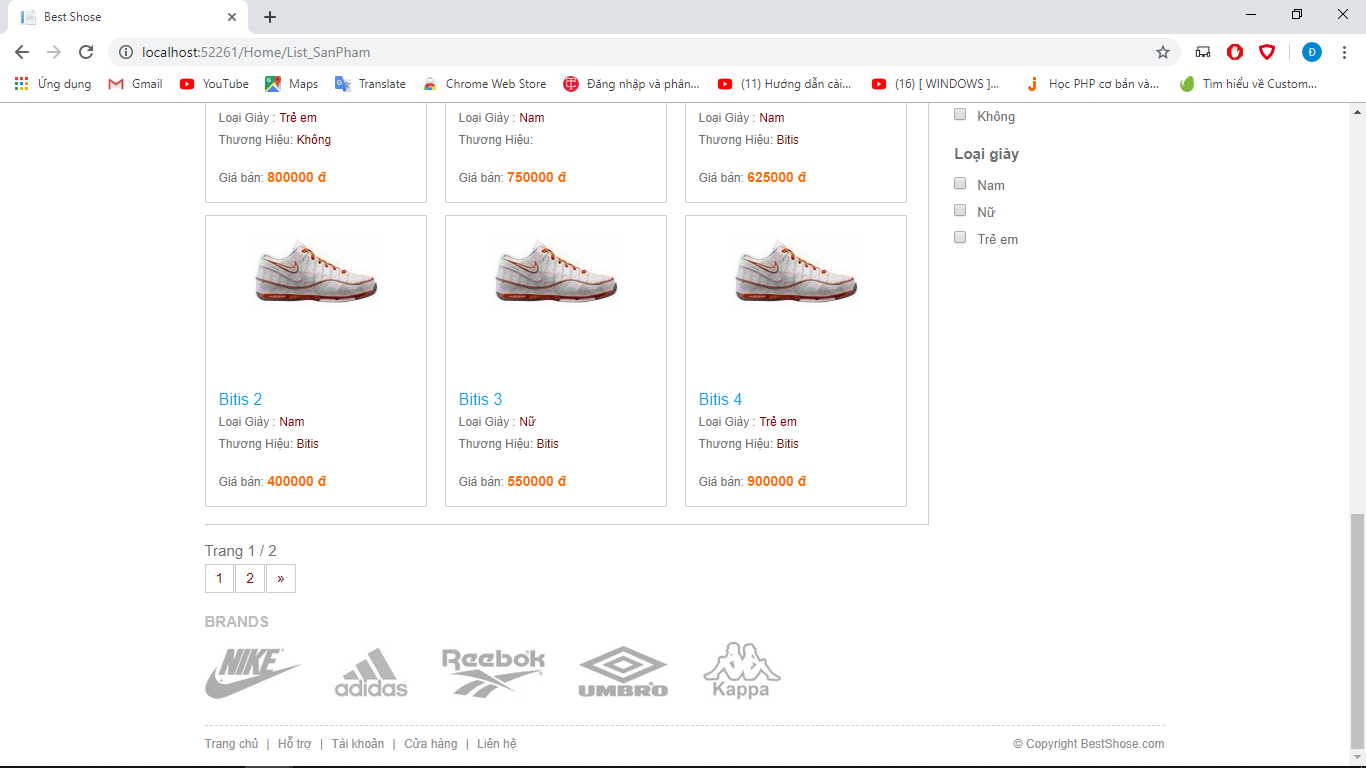 Best Shose
localhost:52261/Home/List_SanPham
Ứng dụng Gmail YouTube Maps Translate Chrome Web Store Đăng nhập và phân... (11) Hướng dẫn cài... (16) [ WINDOWS ]... Học PHP cơ bản và... Tìm hiểu về Custom...
Đ
Loại Giày : Trẻ em
Thương Hiệu: Không
Giá bán: 800000 đ
Loại Giày : Nam
Thương Hiệu:
Giá bán: 750000 đ
Loại Giày : Nam
Thương Hiệu: Bitis
Giá bán: 625000 đ
Không
Loại giày
Nam
Nữ
Trẻ em
Bitis 2
Loại Giày : Nam
Thương Hiệu: Bitis
Giá bán: 400000 đ
Bitis 3
Loại Giày : Nữ
Thương Hiệu: Bitis
Giá bán: 550000 đ
Bitis 4
Loại Giày : Trẻ em
Thương Hiệu: Bitis
Giá bán: 900000 đ
Trang 1 / 2
1 2 »
BRANDS
NIKE adidas Reebok UMBRO Kappa
Trang chủ | Hỗ trợ | Tài khoản | Cửa hàng | Liên hệ
© Copyright BestShose.com